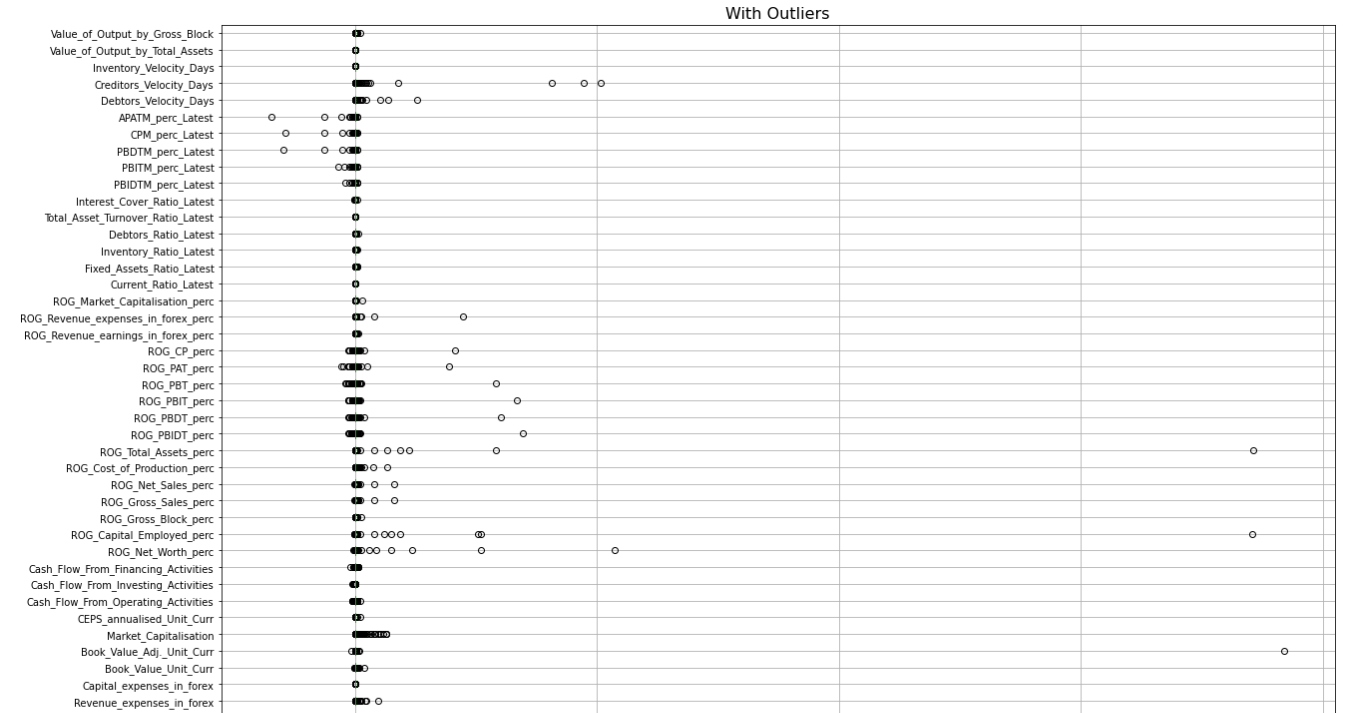 With Outliers
Value_of_Output_by_Gross_Block
Value_of_Output_by_Total_Assets
Inventory_Velocity_Days
Creditors_Velocity_Days
Debtors_Velocity_Days
APATM_perc_Latest
CPM_perc_Latest
PBDTM_perc_Latest
PBITM_perc_Latest
PBIDTM_perc_Latest
Interest_Cover_Ratio_Latest
Total_Asset_Turnover_Ratio_Latest
Debtors_Ratio_Latest
Inventory_Ratio_Latest
Fixed_Assets_Ratio_Latest
Current_Ratio_Latest
ROG_Market_Capitalisation_perc
ROG_Revenue_expenses_in_forex_perc
ROG_Revenue_earnings_in_forex_perc
ROG_CP_perc
ROG_PAT_perc
ROG_PBT_perc
ROG_PBIT_perc
ROG_PBDT_perc
ROG_PBIDT_perc
ROG_Total_Assets_perc
ROG_Cost_of_Production_perc
ROG_Net_Sales_perc
ROG_Gross_Sales_perc
ROG_Gross_Block_perc
ROG_Capital_Employed_perc
ROG_Net_Worth_perc
Cash_Flow_From_Financing_Activities
Cash_Flow_From_Investing_Activities
Cash_Flow_From_Operating_Activities
CEPS_annualised_Unit_Curr
Market_Capitalisation
Book_Value_Adj._Unit_Curr
Book_Value_Unit_Curr
Capital_expenses_in_forex
Revenue_expenses_in_forex